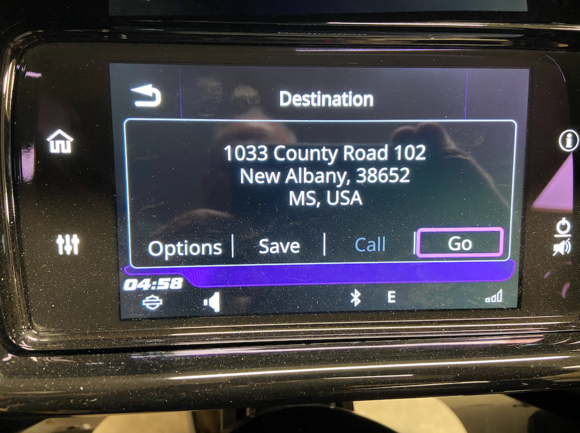 Destination
1033 County Road 102
New Albany, 38652
MS, USA
Options Save Call Go
04:58
E